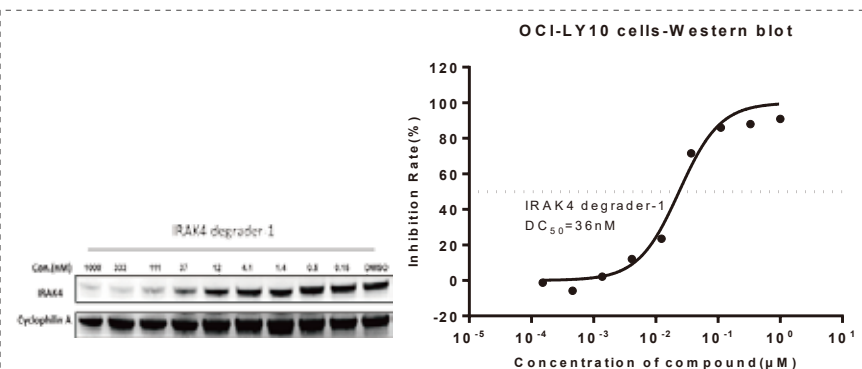 IRAK4 degrader-1
Con.(nM) 1000 333 111 37 12 4.1 1.4 0.5 0.15 DMSO
IRAK4
Cyclophilin A
OCI-LY10 cells-Western blot
Inhibition Rate(%)
120
100
80
60
40
20
0
-20
IRAK4 degrader-1
DC50=36nM
10-5 10-4 10-3 10-2 10-1 100 101
Concentration of compound(μM)